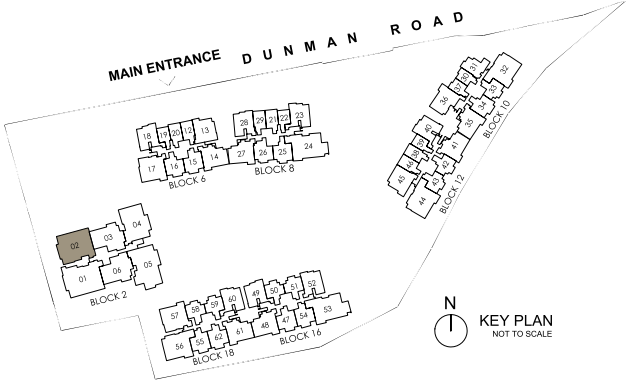 DUNMAN ROAD
MAIN ENTRANCE
18 19 20 12 13
17 16 15 14
BLOCK 6
28 29 21 22 23
27 26 25 24
BLOCK 8
31
30
32
37
33
36
34
35
BLOCK 10
40
39
41
38
42
46
45
43
44
BLOCK 12
02 03 04
01 06 05
BLOCK 2
57 58 59 60
56 55 62 61
BLOCK 18
49 50 51 52
48 47 54 53
BLOCK 16
N
KEY PLAN
NOT TO SCALE